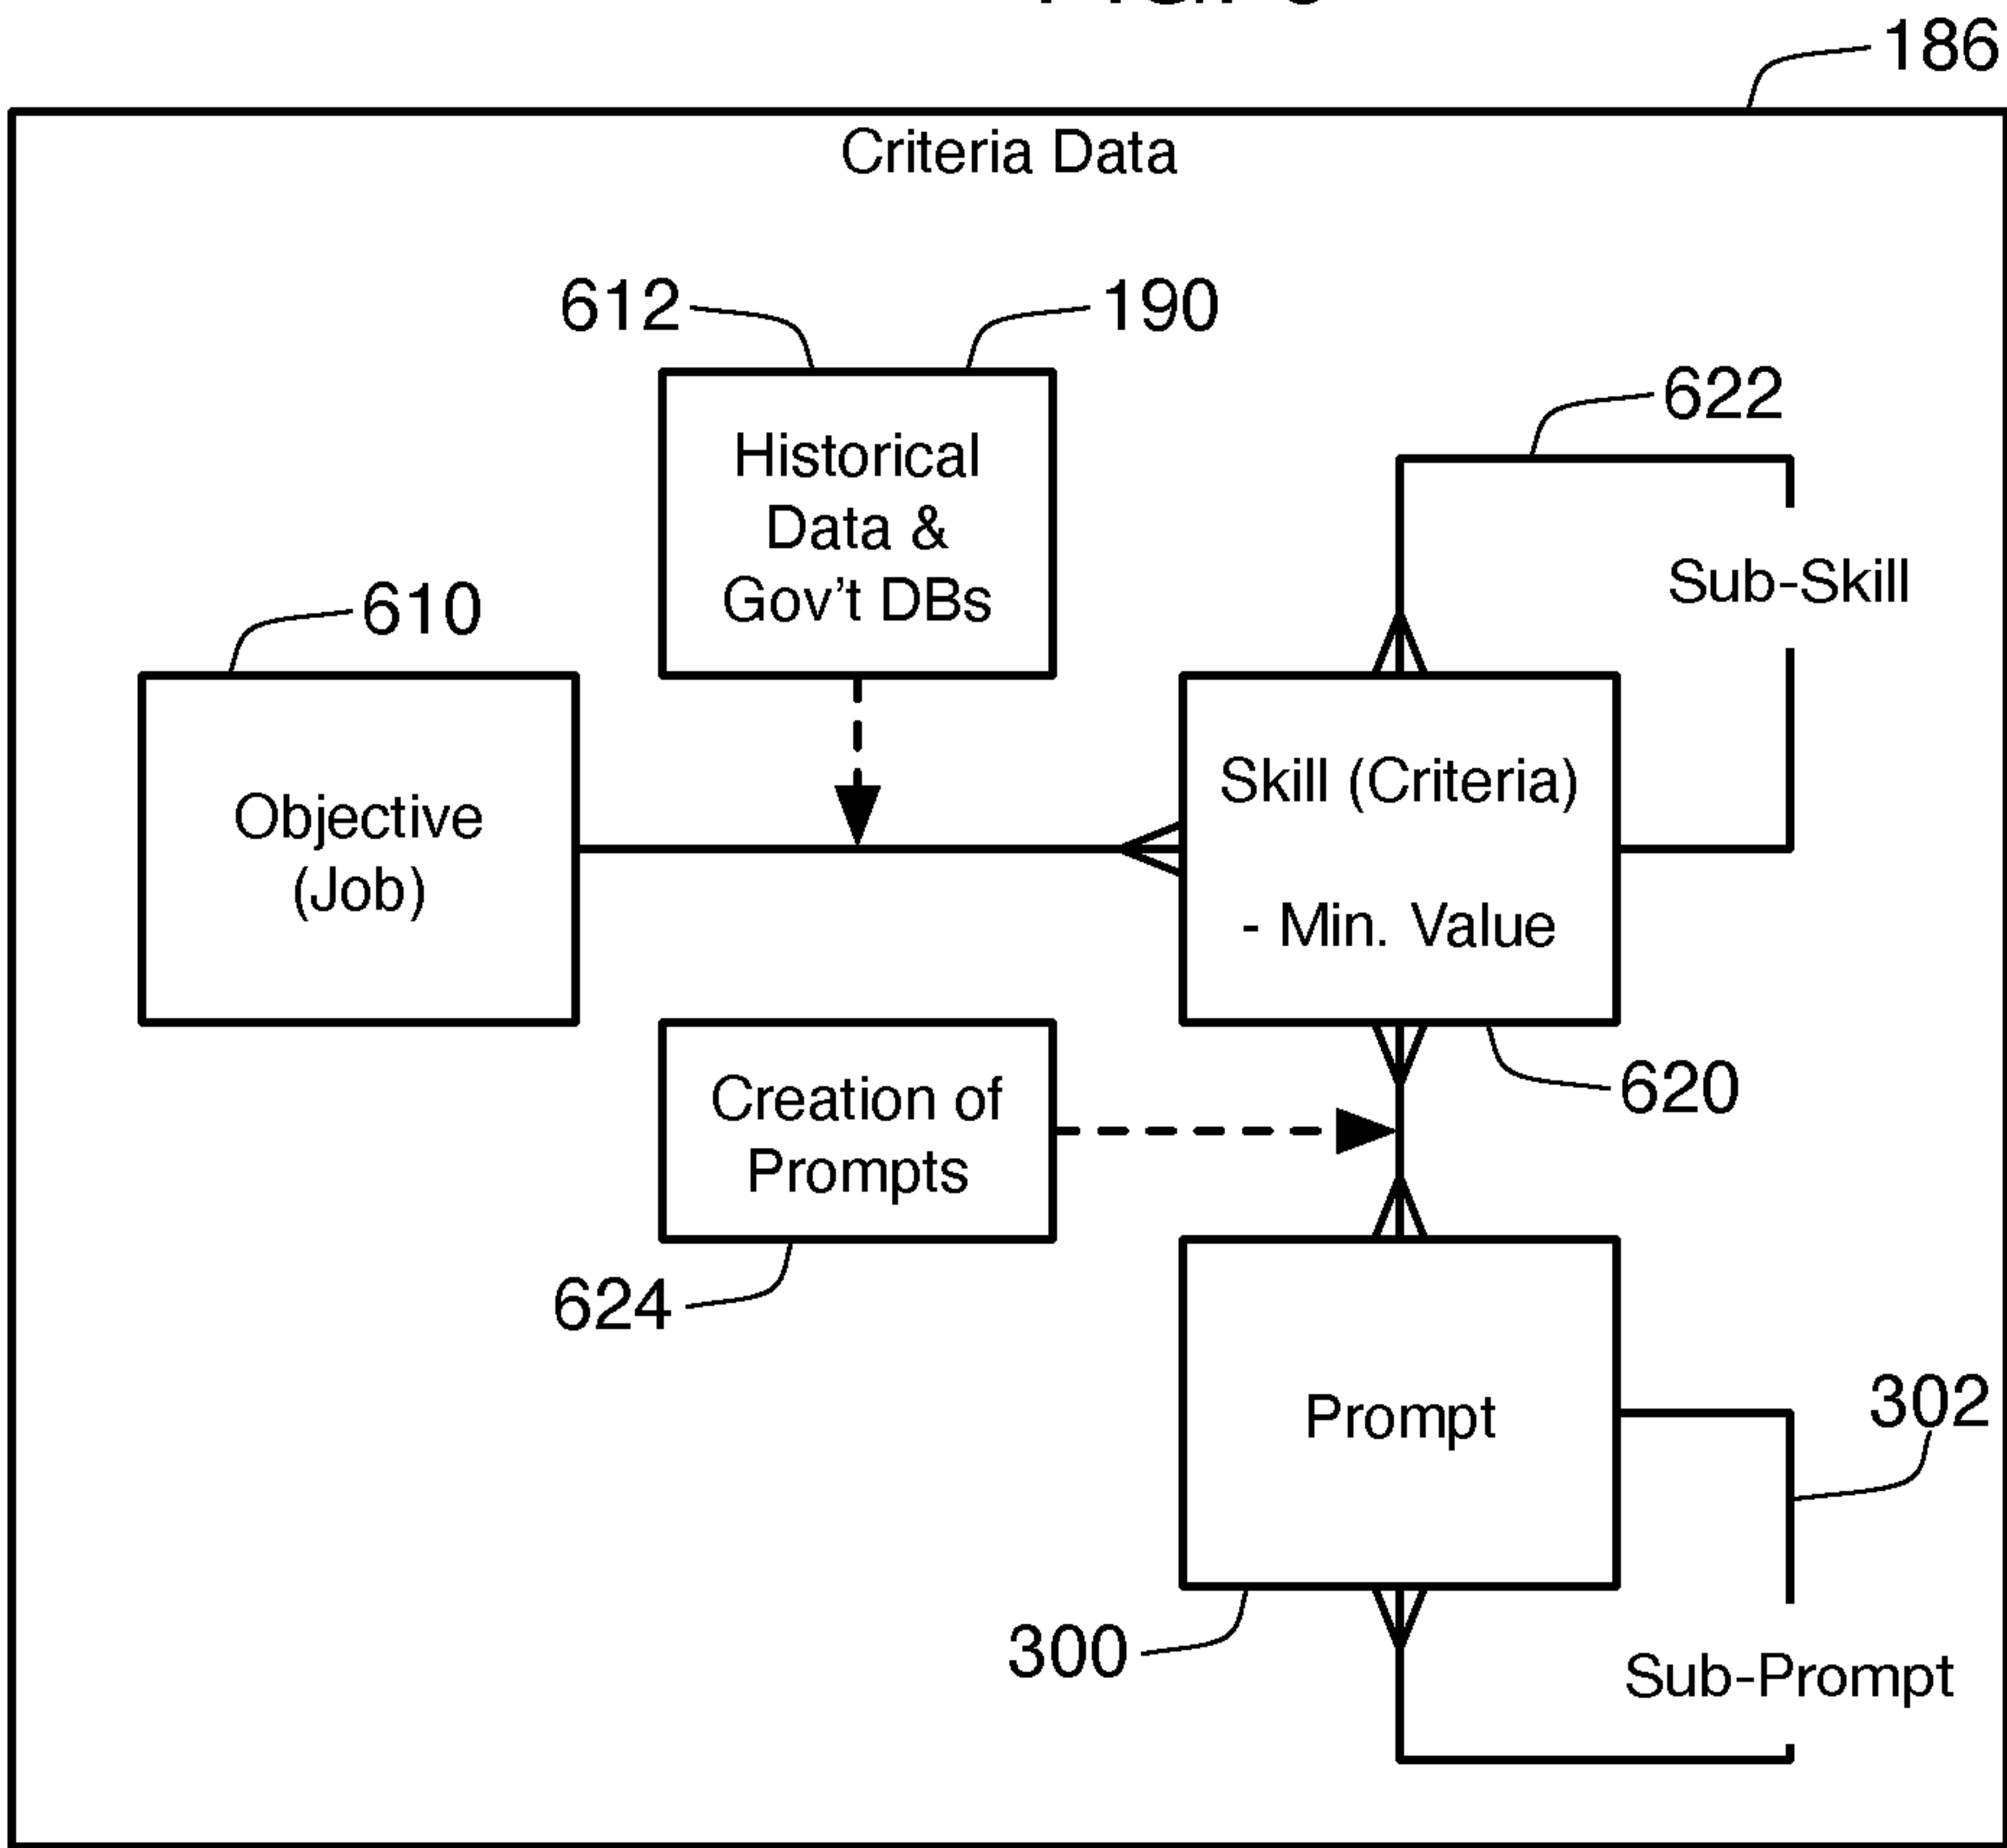 186
Criteria Data
612
190
Historical
Data &
Gov't DBs
622
Sub-Skill
610
Objective
(Job)
Skill (Criteria)
- Min. Value
620
Creation of
Prompts
624
Prompt
302
300
Sub-Prompt